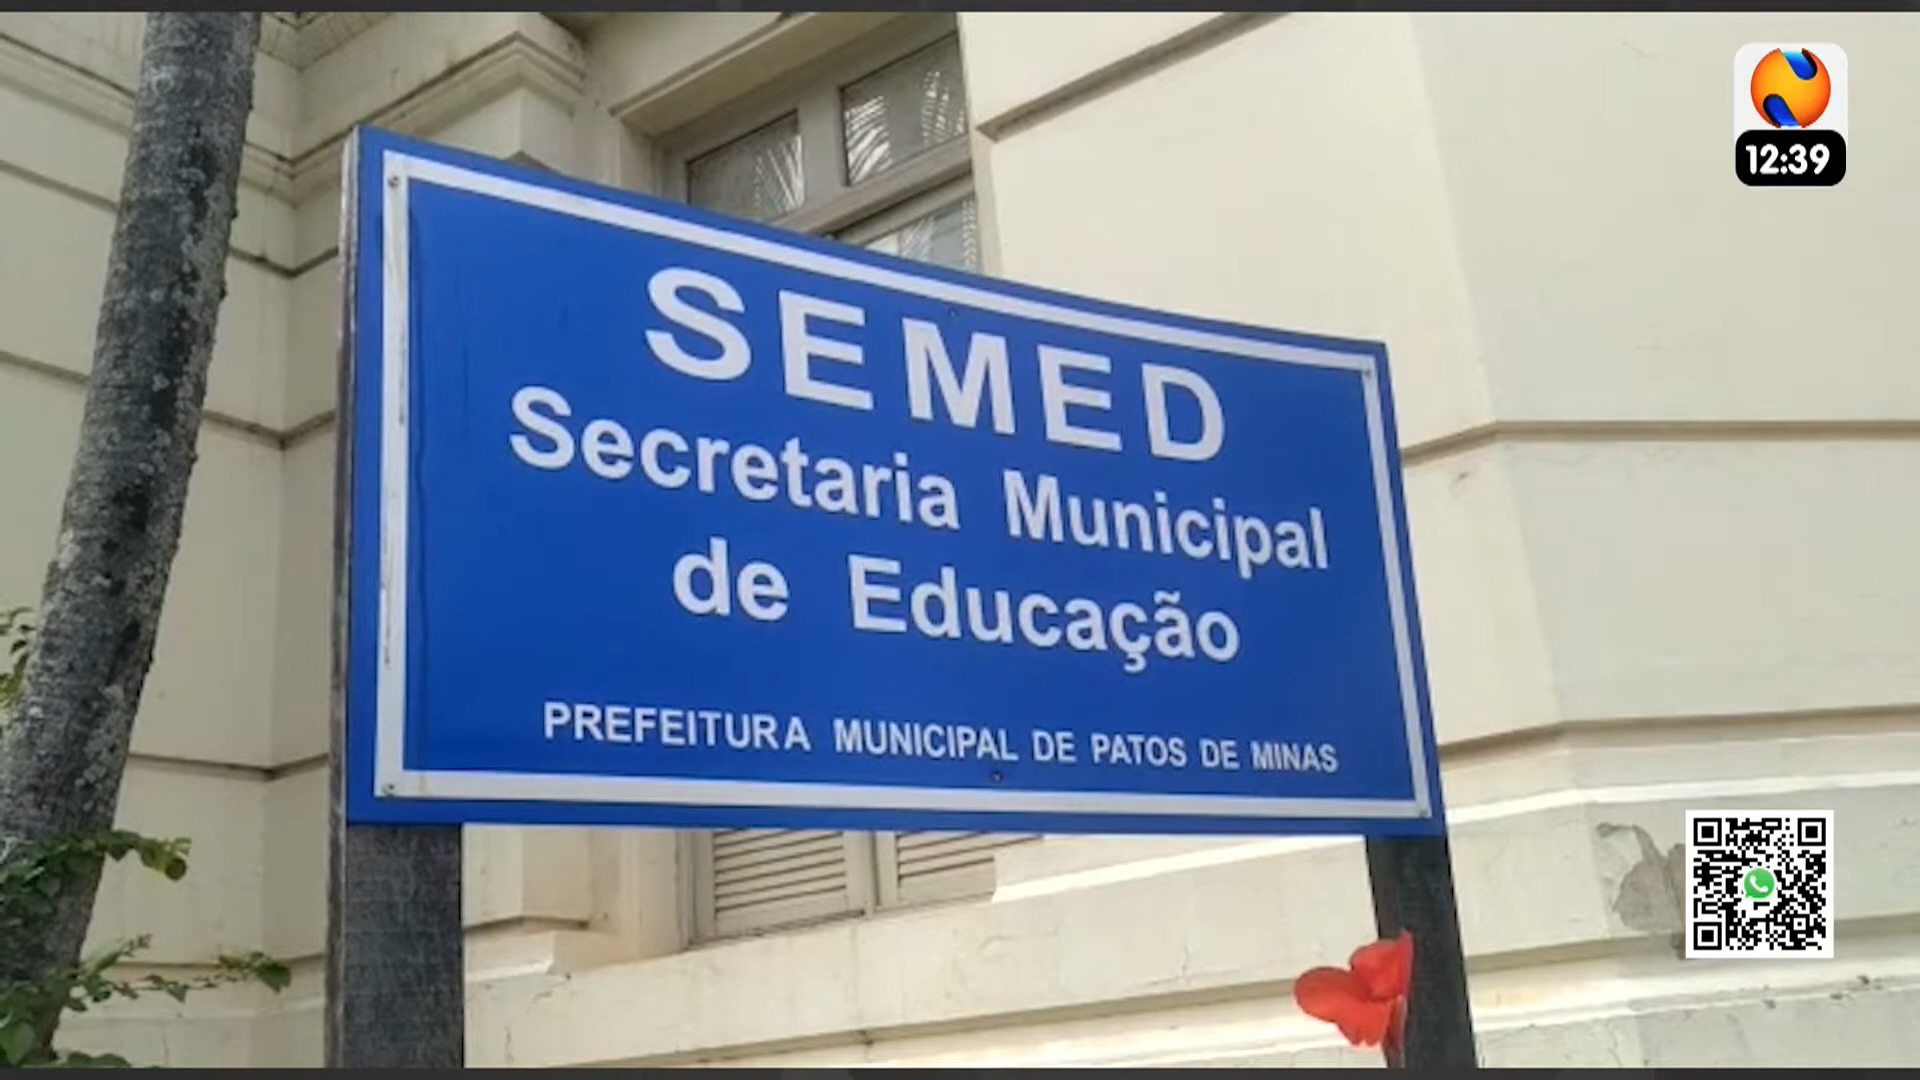 12:39
SEMED
Secretaria Municipal
de Educação
PREFEITURA MUNICIPAL DE PATOS DE MINAS